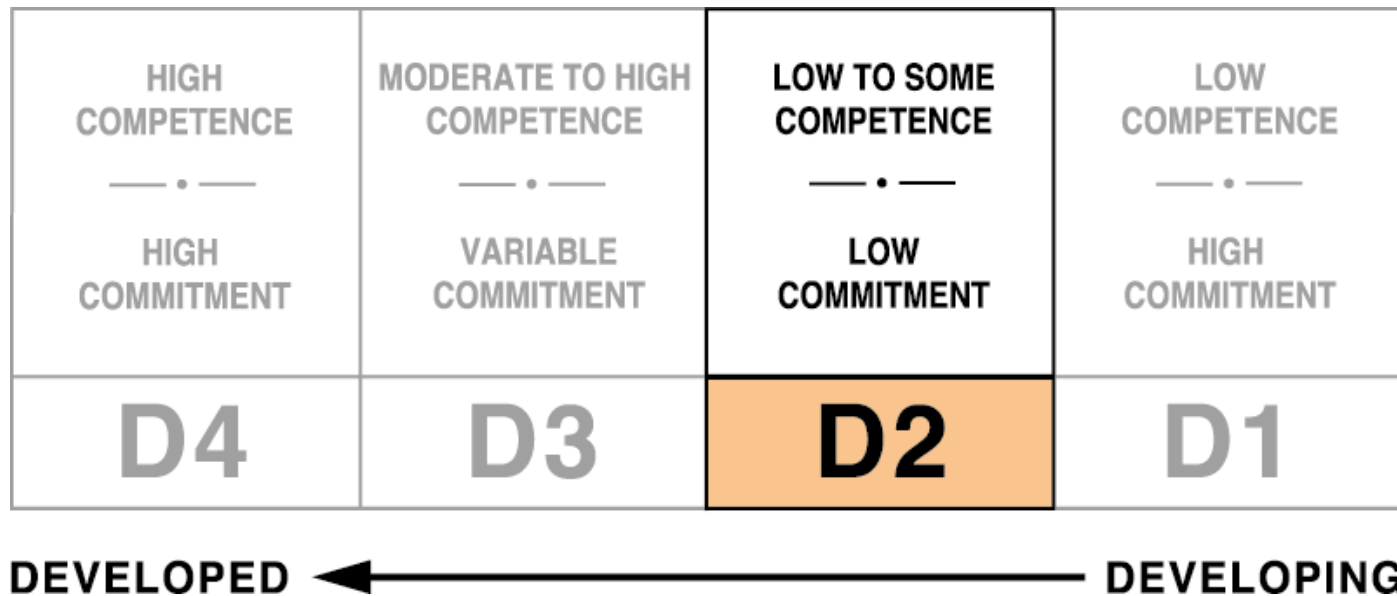 HIGH
COMPETENCE
HIGH
COMMITMENT
D4
MODERATE TO HIGH
COMPETENCE
VARIABLE
COMMITMENT
D3
LOW TO SOME
COMPETENCE
LOW
COMMITMENT
D2
LOW
COMPETENCE
HIGH
COMMITMENT
D1
DEVELOPED
DEVELOPING